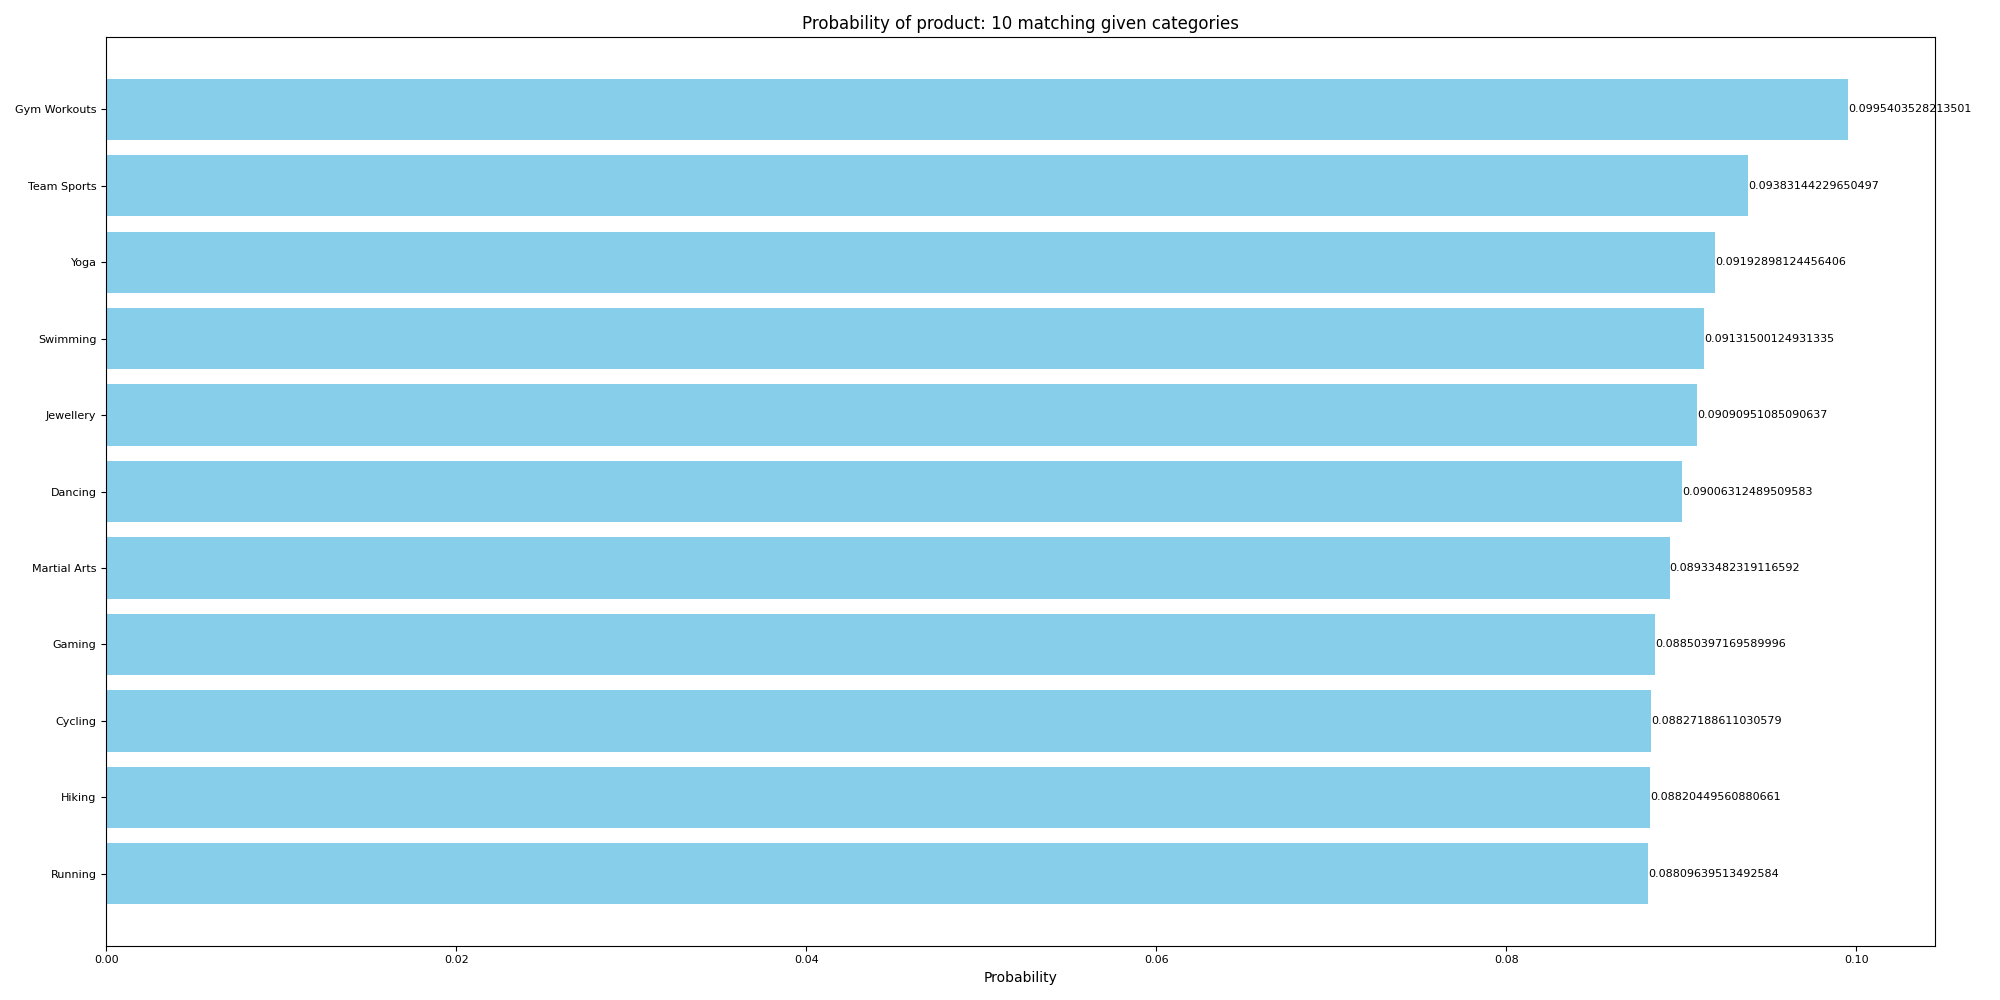 Probability of product: 10 matching given categories
Gym Workouts 0.0995403528213501
Team Sports 0.09383144229650497
Yoga 0.09192898124456406
Swimming 0.09131500124931335
Jewellery 0.09090951085090637
Dancing 0.09006312489509583
Martial Arts 0.08933482319116592
Gaming 0.08850397169589996
Cycling 0.08827188611030579
Hiking 0.08820449560880661
Running 0.08809639513492584
0.00 0.02 0.04 0.06 0.08 0.10
Probability